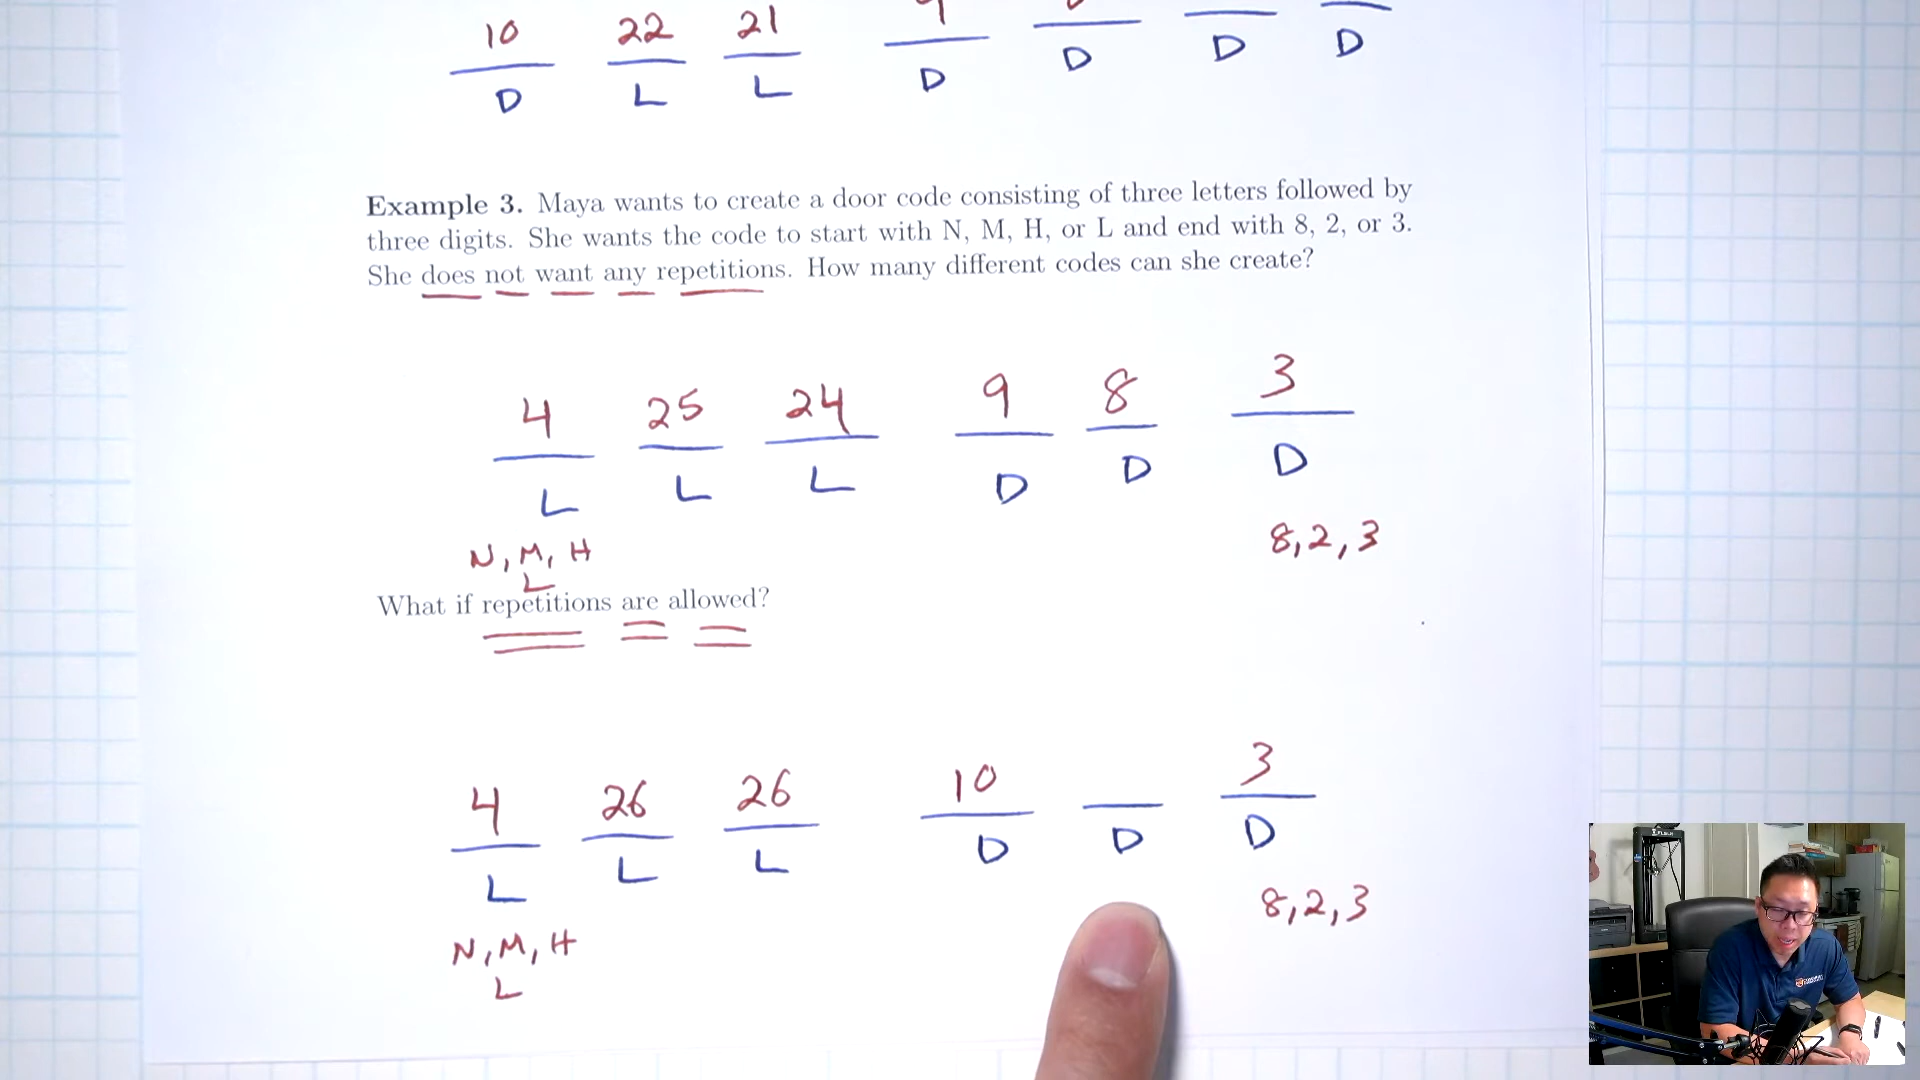 10 22 21
D L L D D D D
Example 3. Maya wants to create a door code consisting of three letters followed by
three digits. She wants the code to start with N, M, H, or L and end with 8, 2, or 3.
She does not want any repetitions. How many different codes can she create?
4 25 24 9 8 3
L L L D D D
N, M, H
L
8, 2, 3
What if repetitions are allowed?
4 26 26 10 3
L L L D D D
N, M, H
L
8, 2, 3